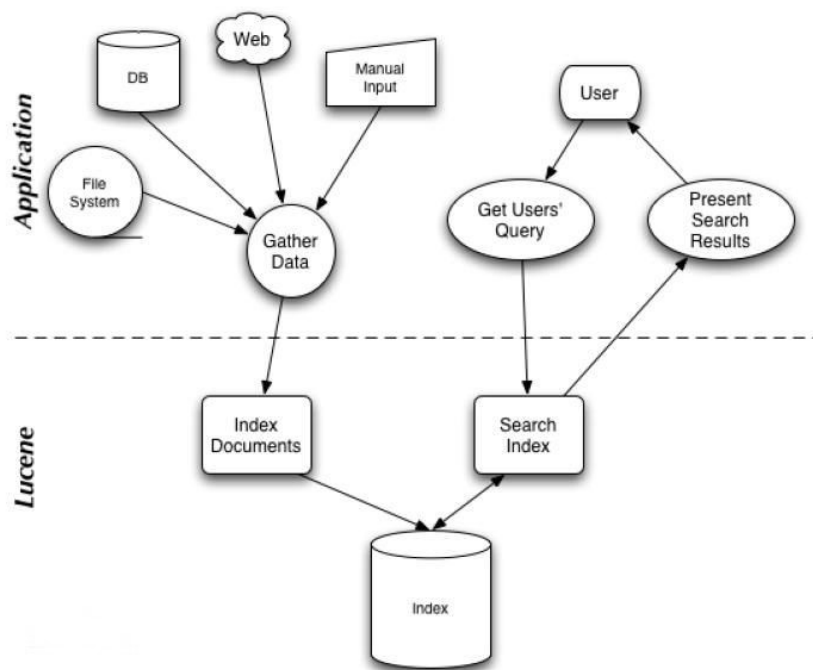 Application
DB
Web
Manual
Input
User
File
System
Gather
Data
Get Users'
Query
Present
Search
Results
Lucene
Index
Documents
Search
Index
Index